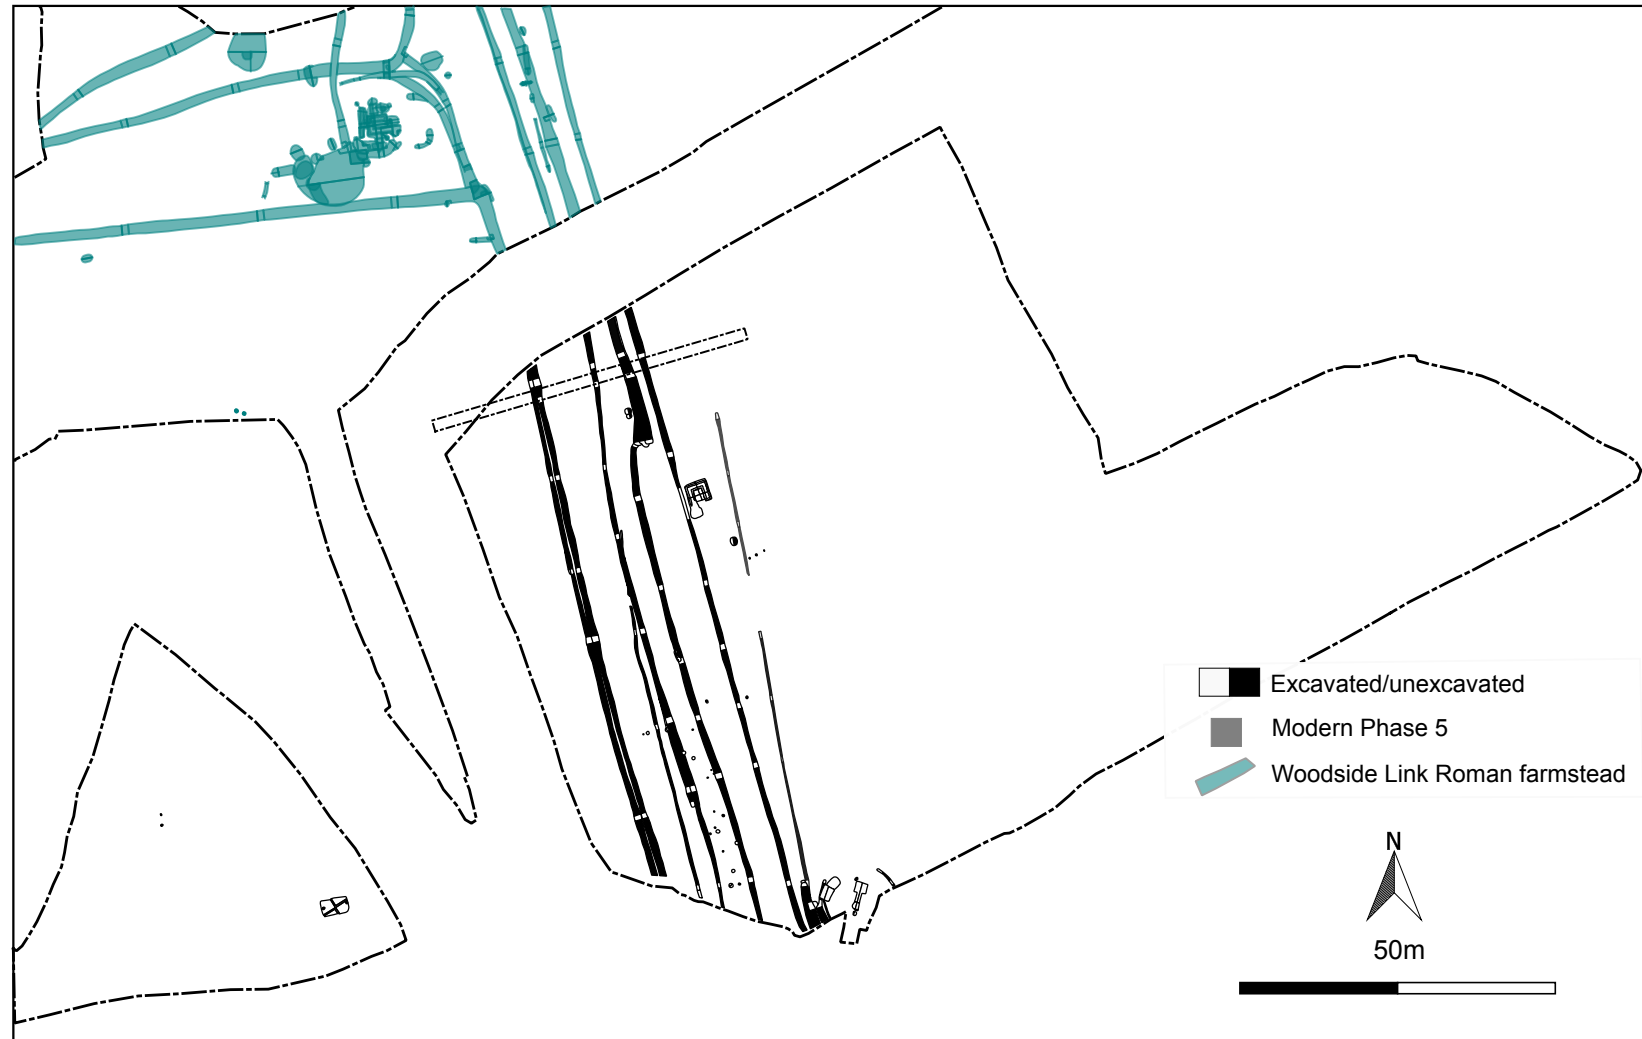 Excavated/unexcavated
Modern Phase 5
Woodside Link Roman farmstead
N
50m